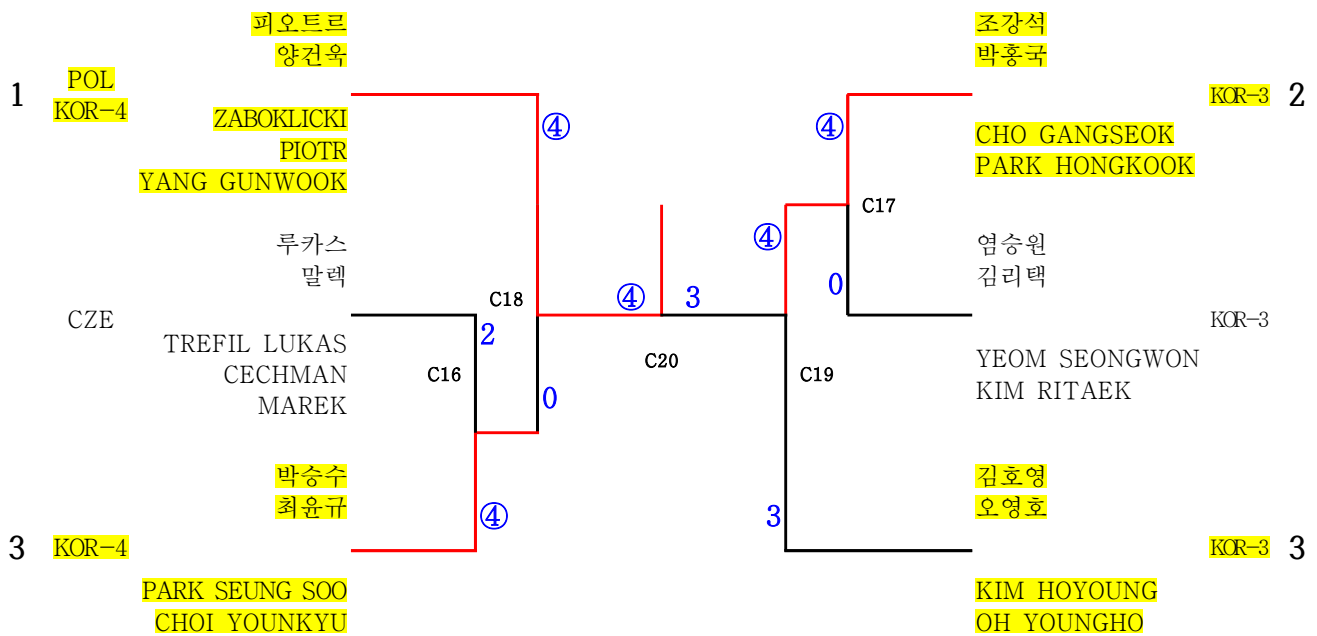 피오트르
양건욱
1
POL
KOR-4
ZABOKLICKI
PIOTR
YANG GUNWOOK
④
루카스
말렉
CZE
TREFIL LUKAS
CECHMAN
MAREK
C18
2
C16
0
박승수
최윤규
④
3
KOR-4
PARK SEUNG SOO
CHOI YOUNKYU
④
3
C20
조강석
박홍국
KOR-3
2
④
CHO GANGSEOK
PARK HONGKOOK
C17
④
0
염승원
김리택
KOR-3
C19
YEOM SEONGWON
KIM RITAEK
김호영
오영호
3
KOR-3
3
KIM HOYOUNG
OH YOUNGHO